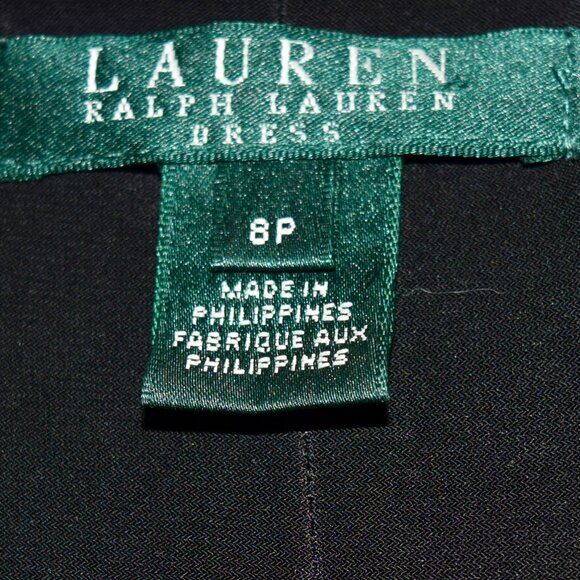 LAUREN
RALPH LAUREN
DRESS
8P
MADE IN
PHILIPPINES
FABRIQUE AUX
PHILIPPINES